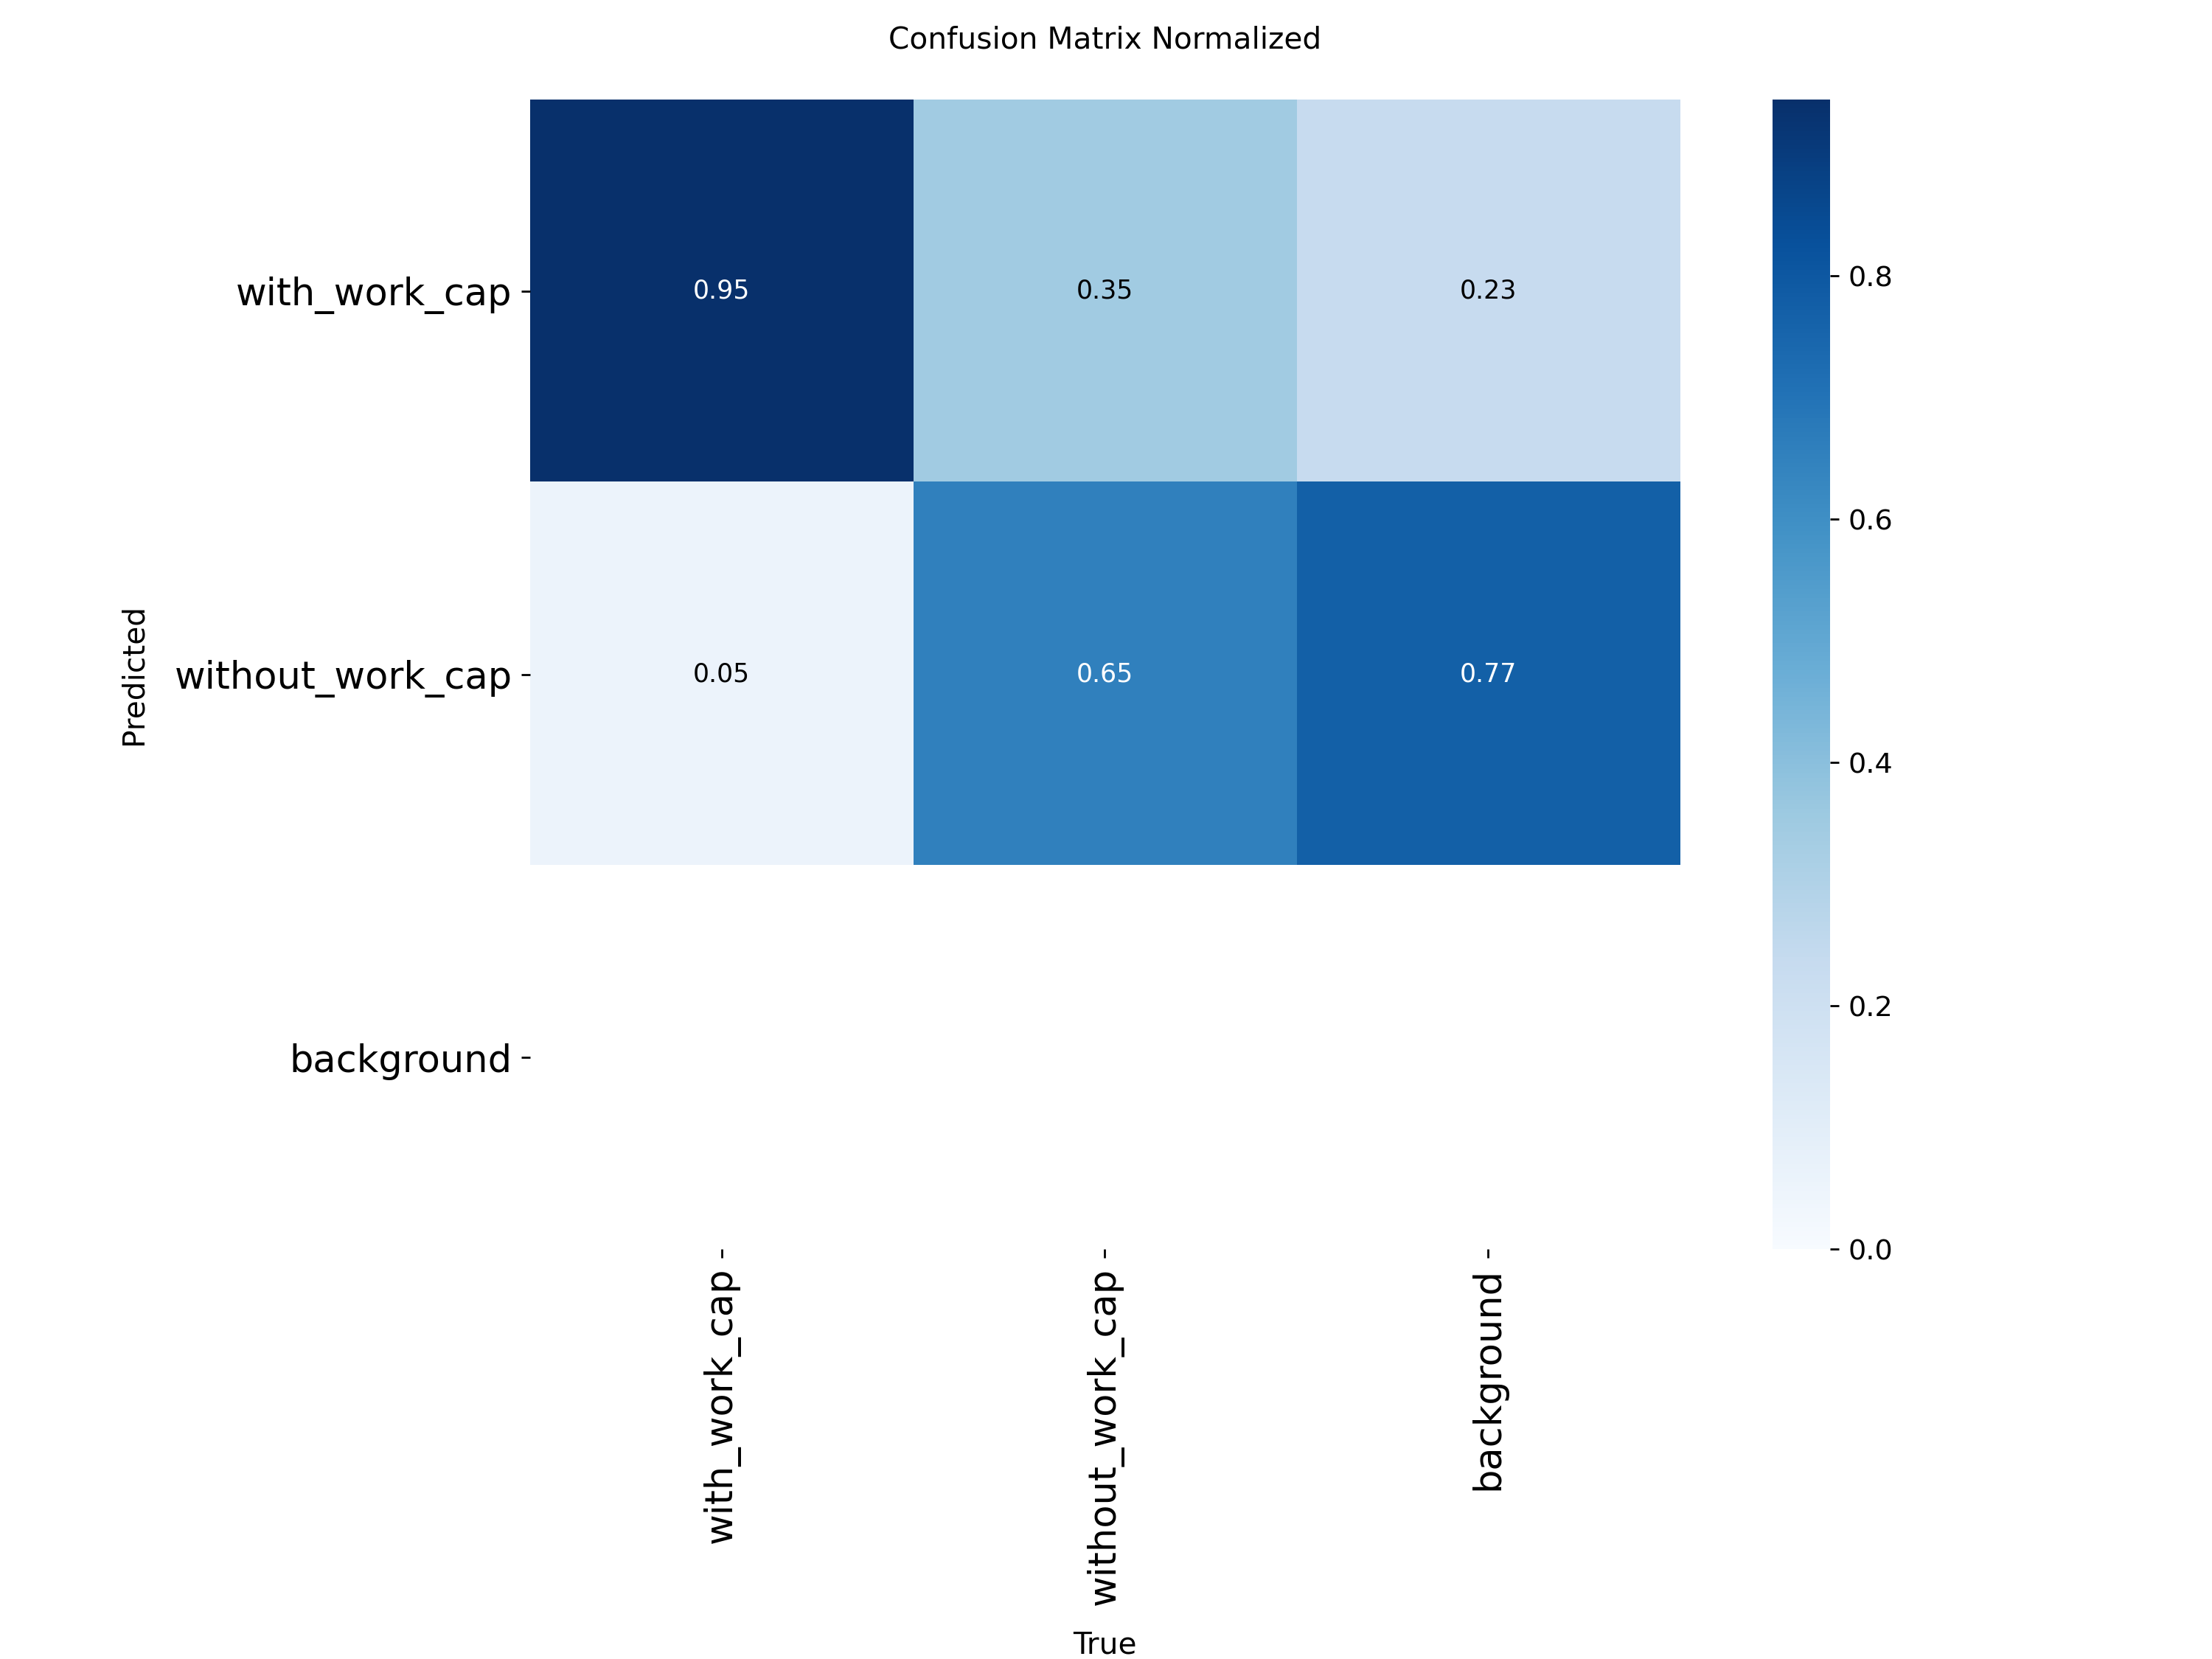 Confusion Matrix Normalized
with_work_cap
0.95
0.35
0.23
0.8
0.6
Predicted
without_work_cap
0.05
0.65
0.77
0.4
background
0.2
0.0
with_work_cap
without_work_cap
background
True